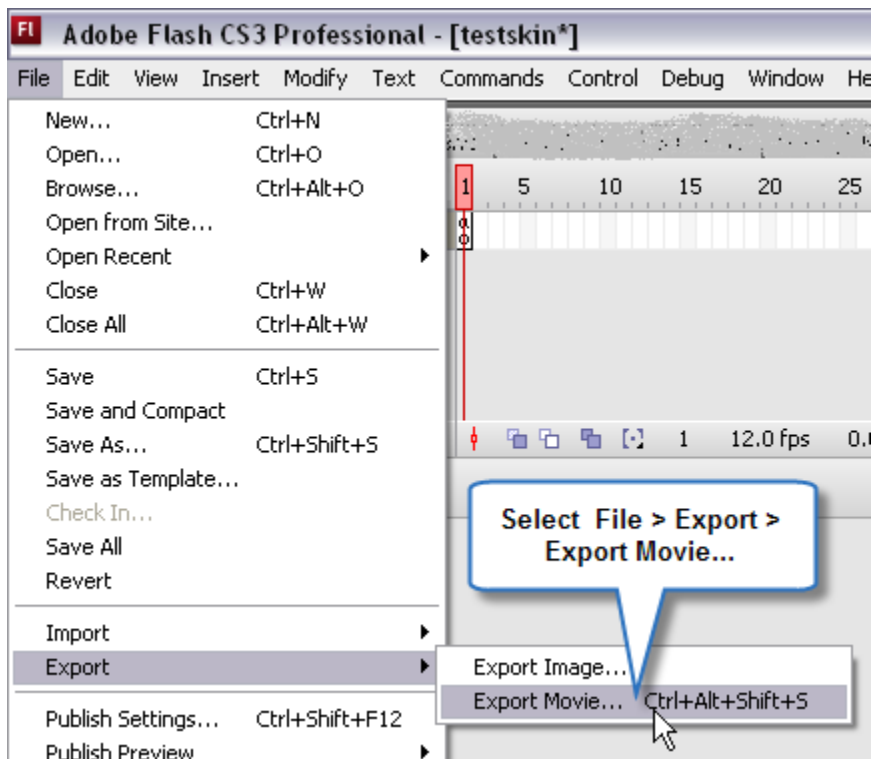 Fl Adobe Flash CS3 Professional - [testskin*]
File Edit View Insert Modify Text Commands Control Debug Window He
New... Ctrl+N
Open... Ctrl+O
Browse... Ctrl+Alt+O
Open from Site...
Open Recent
Close Ctrl+W
Close All Ctrl+Alt+W
Save Ctrl+S
Save and Compact
Save As... Ctrl+Shift+S
Save as Template...
Check In...
Save All
Revert
Import
Export
Publish Settings... Ctrl+Shift+F12
Publish Preview
1 5 10 15 20 25
a
1 12.0 fps 0.
Select File > Export >
Export Movie...
Export Image...
Export Movie... Ctrl+Alt+Shift+S